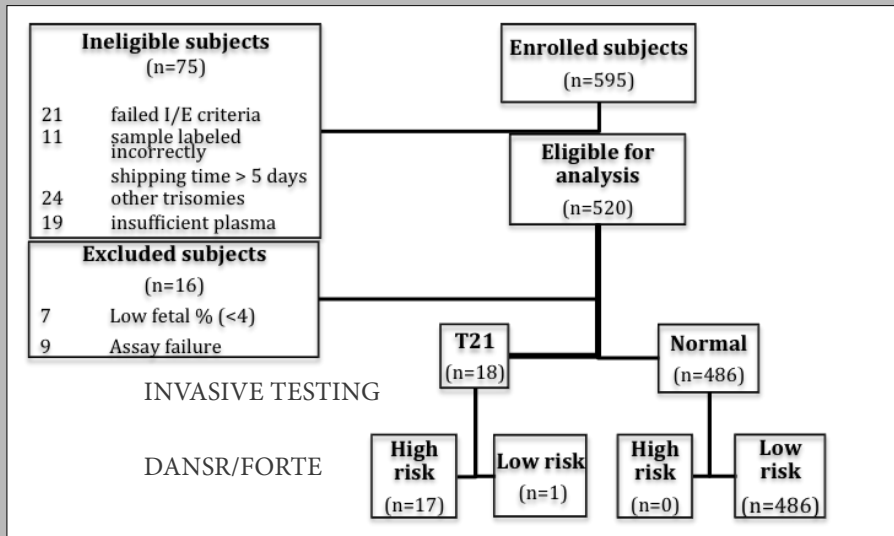 Ineligible subjects
(n=75)
21 failed I/E criteria
11 sample labeled
incorrectly
shipping time > 5 days
24 other trisomies
19 insufficient plasma
Excluded subjects
(n=16)
7 Low fetal % (<4)
9 Assay failure
Enrolled subjects
(n=595)
Eligible for
analysis
(n=520)
T21
(n=18)
Normal
(n=486)
INVASIVE TESTING
DANSR/FORTE
High
risk
(n=17)
Low risk
(n=1)
High
risk
(n=0)
Low
risk
(n=486)